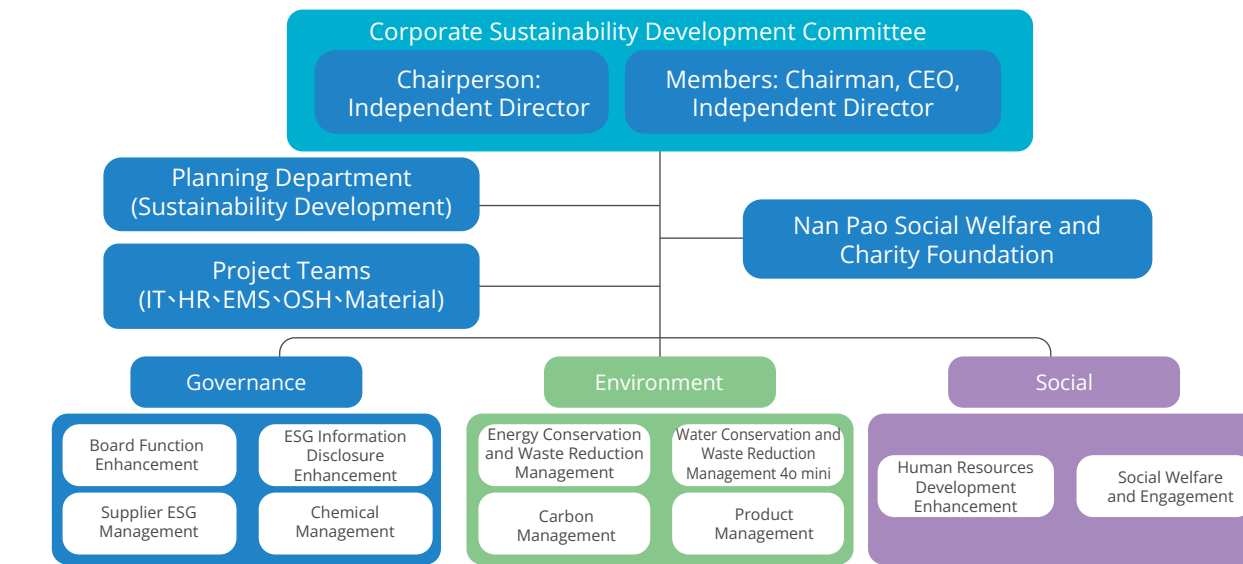 Corporate Sustainability Development Committee
Chairperson:
Independent Director
Members: Chairman, CEO,
Independent Director
Planning Department
(Sustainability Development)
Nan Pao Social Welfare and
Charity Foundation
Project Teams
(IT、HR、EMS、OSH、Material)
Governance
Environment
Social
Board Function
Enhancement
ESG Information
Disclosure
Enhancement
Supplier ESG
Management
Chemical
Management
Energy Conservation
and Waste Reduction
Management
Water Conservation and
Waste Reduction
Management 4o mini
Carbon
Management
Product
Management
Human Resources
Development
Enhancement
Social Welfare
and Engagement